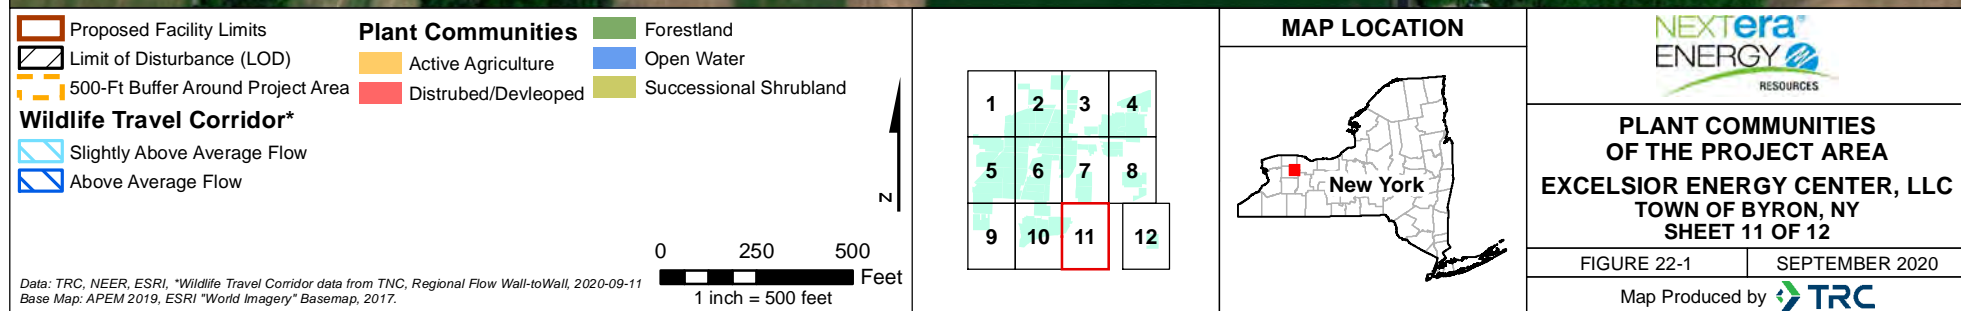 Proposed Facility Limits
Limit of Disturbance (LOD)
500-Ft Buffer Around Project Area
Wildlife Travel Corridor*
Slightly Above Average Flow
Above Average Flow
Plant Communities
Active Agriculture
Distrubed/Devleoped
Forestland
Open Water
Successional Shrubland
N
0 250 500
Feet
1 inch = 500 feet
Data: TRC, NEER, ESRI, *Wildlife Travel Corridor data from TNC, Regional Flow Wall-toWall, 2020-09-11
Base Map: APEM 2019, ESRI "World Imagery" Basemap, 2017.
1 2 3 4
5 6 7 8
9 10 11 12
MAP LOCATION
New York
NEXTera
ENERGY
RESOURCES
PLANT COMMUNITIES
OF THE PROJECT AREA
EXCELSIOR ENERGY CENTER, LLC
TOWN OF BYRON, NY
SHEET 11 OF 12
FIGURE 22-1 SEPTEMBER 2020
Map Produced by TRC